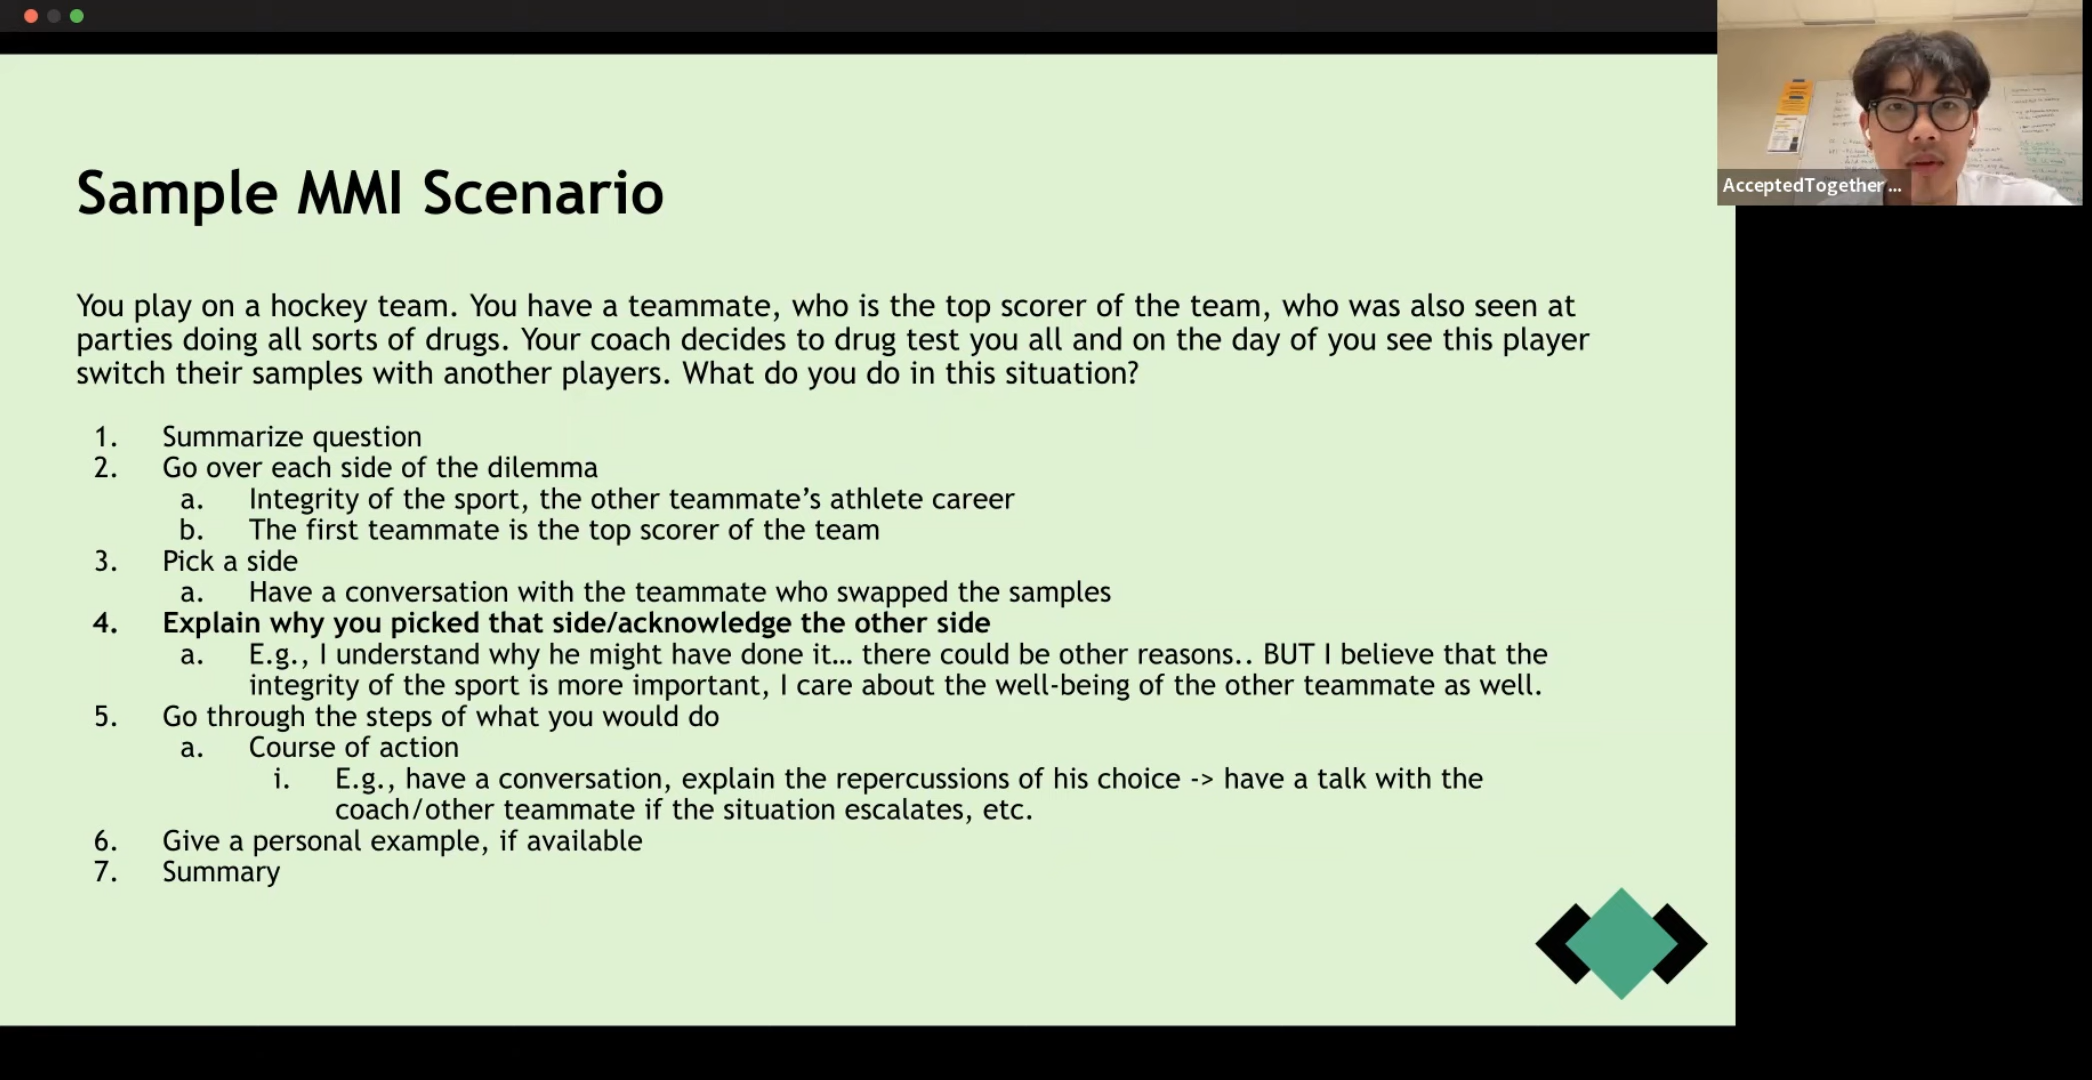 Sample MMI Scenario
You play on a hockey team. You have a teammate, who is the top scorer of the team, who was also seen at
parties doing all sorts of drugs. Your coach decides to drug test you all and on the day of you see this player
switch their samples with another players. What do you do in this situation?
1. Summarize question
2. Go over each side of the dilemma
a. Integrity of the sport, the other teammate’s athlete career
b. The first teammate is the top scorer of the team
3. Pick a side
a. Have a conversation with the teammate who swapped the samples
4. Explain why you picked that side/acknowledge the other side
a. E.g., I understand why he might have done it… there could be other reasons.. BUT I believe that the
integrity of the sport is more important, I care about the well-being of the other teammate as well.
5. Go through the steps of what you would do
a. Course of action
i. E.g., have a conversation, explain the repercussions of his choice -> have a talk with the
coach/other teammate if the situation escalates, etc.
6. Give a personal example, if available
7. Summary
AcceptedTogether ...